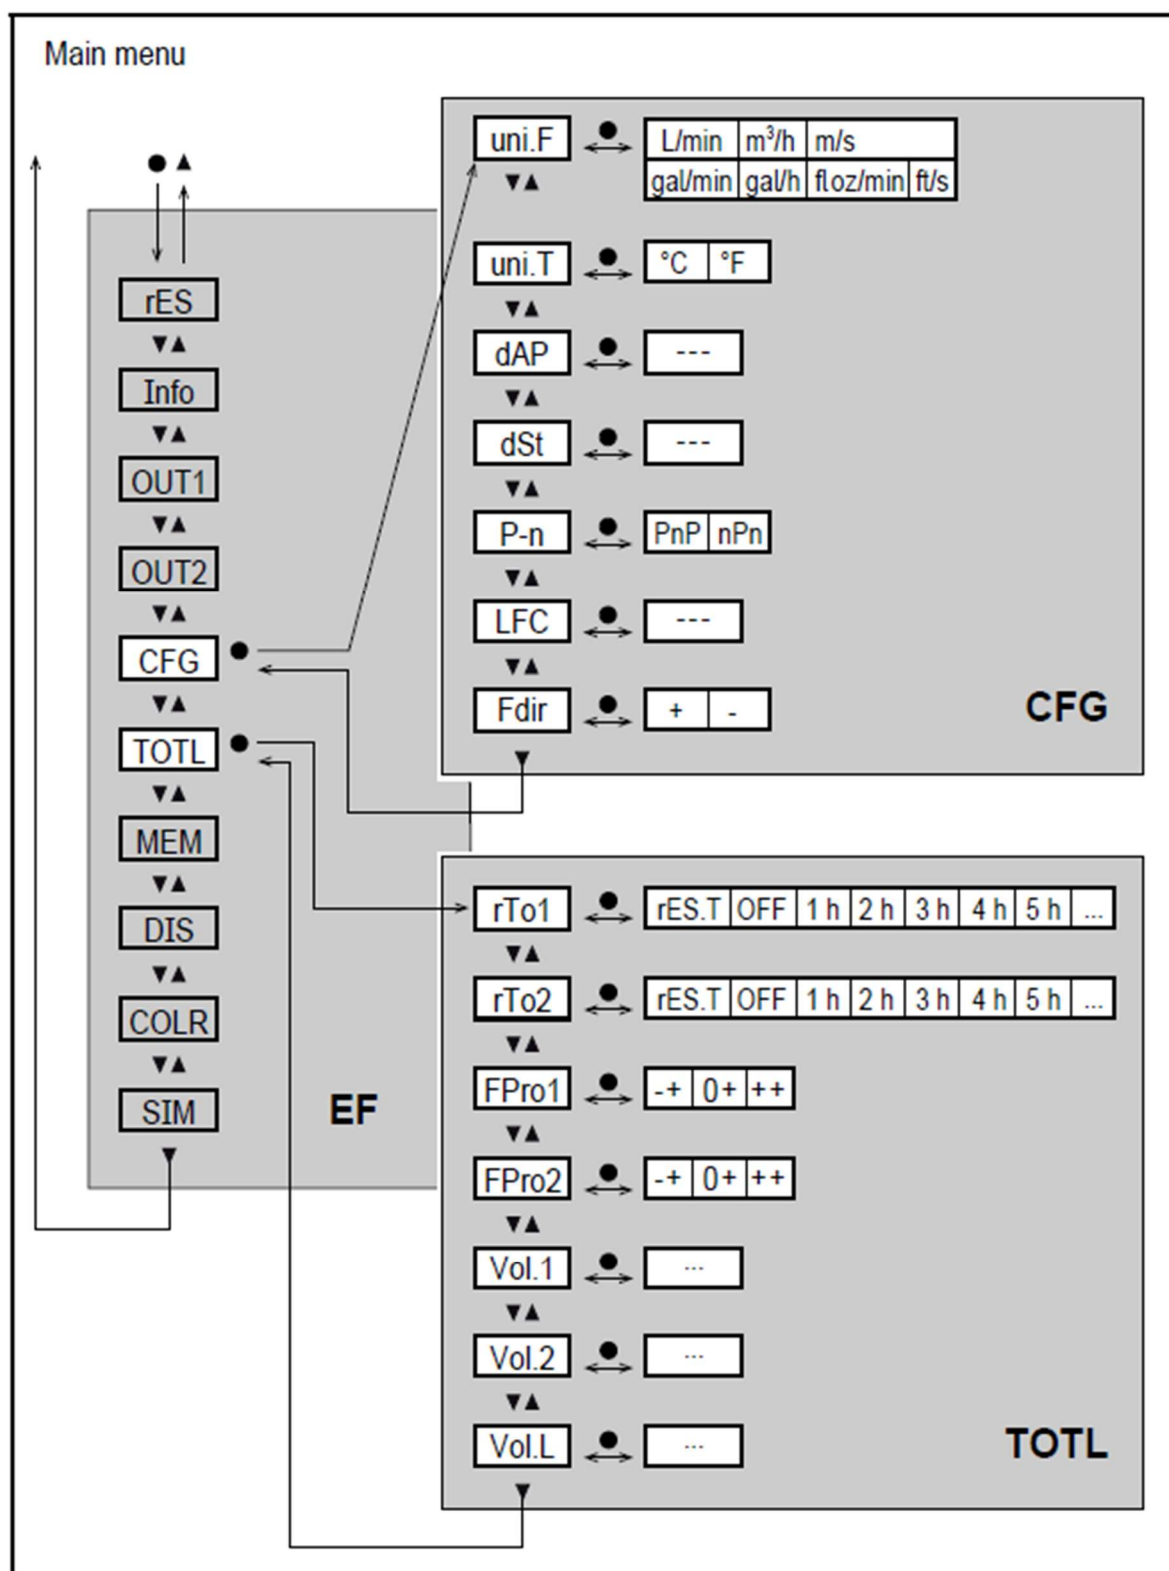 Main menu
rES
Info
OUT1
OUT2
CFG
TOTL
MEM
DIS
COLR
SIM
EF
uni.F
L/min m³/h m/s
gal/min gal/h floz/min ft/s
uni.T °C °F
dAP ---
dSt ---
P-n PnP nPn
LFC ---
Fdir + -
CFG
rTo1 rES.T OFF 1 h 2 h 3 h 4 h 5 h ...
rTo2 rES.T OFF 1 h 2 h 3 h 4 h 5 h ...
FPro1 -+ 0+ ++
FPro2 -+ 0+ ++
Vol.1 ...
Vol.2 ...
Vol.L ...
TOTL